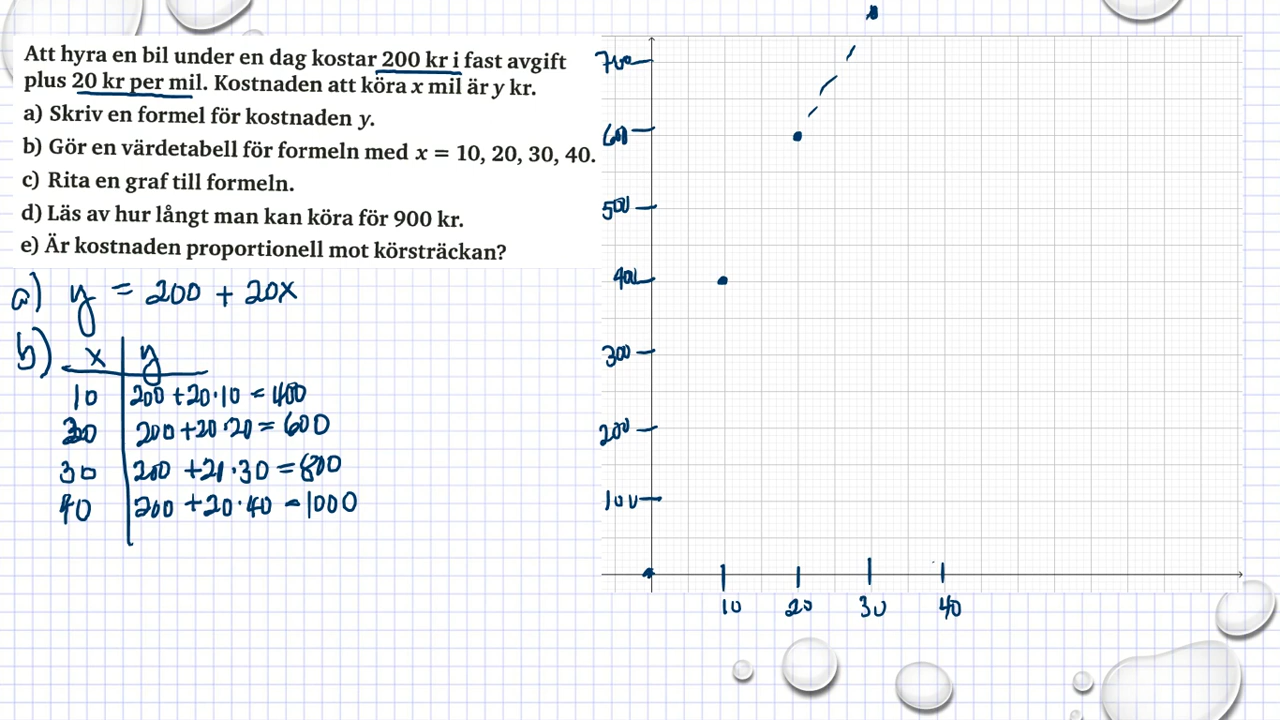 Att hyra en bil under en dag kostar 200 kr i fast avgift
plus 20 kr per mil. Kostnaden att köra x mil är y kr.
a) Skriv en formel för kostnaden y.
b) Gör en värdetabell för formeln med x = 10, 20, 30, 40.
c) Rita en graf till formeln.
d) Läs av hur långt man kan köra för 900 kr.
e) Är kostnaden proportionell mot körsträckan?
a) y = 200 + 20x
b) x y
10 200 + 20·10 = 400
20 200 + 20·20 = 600
30 200 + 20·30 = 800
40 200 + 20·40 = 1000
700
600
500
400
300
200
100
10 20 30 40